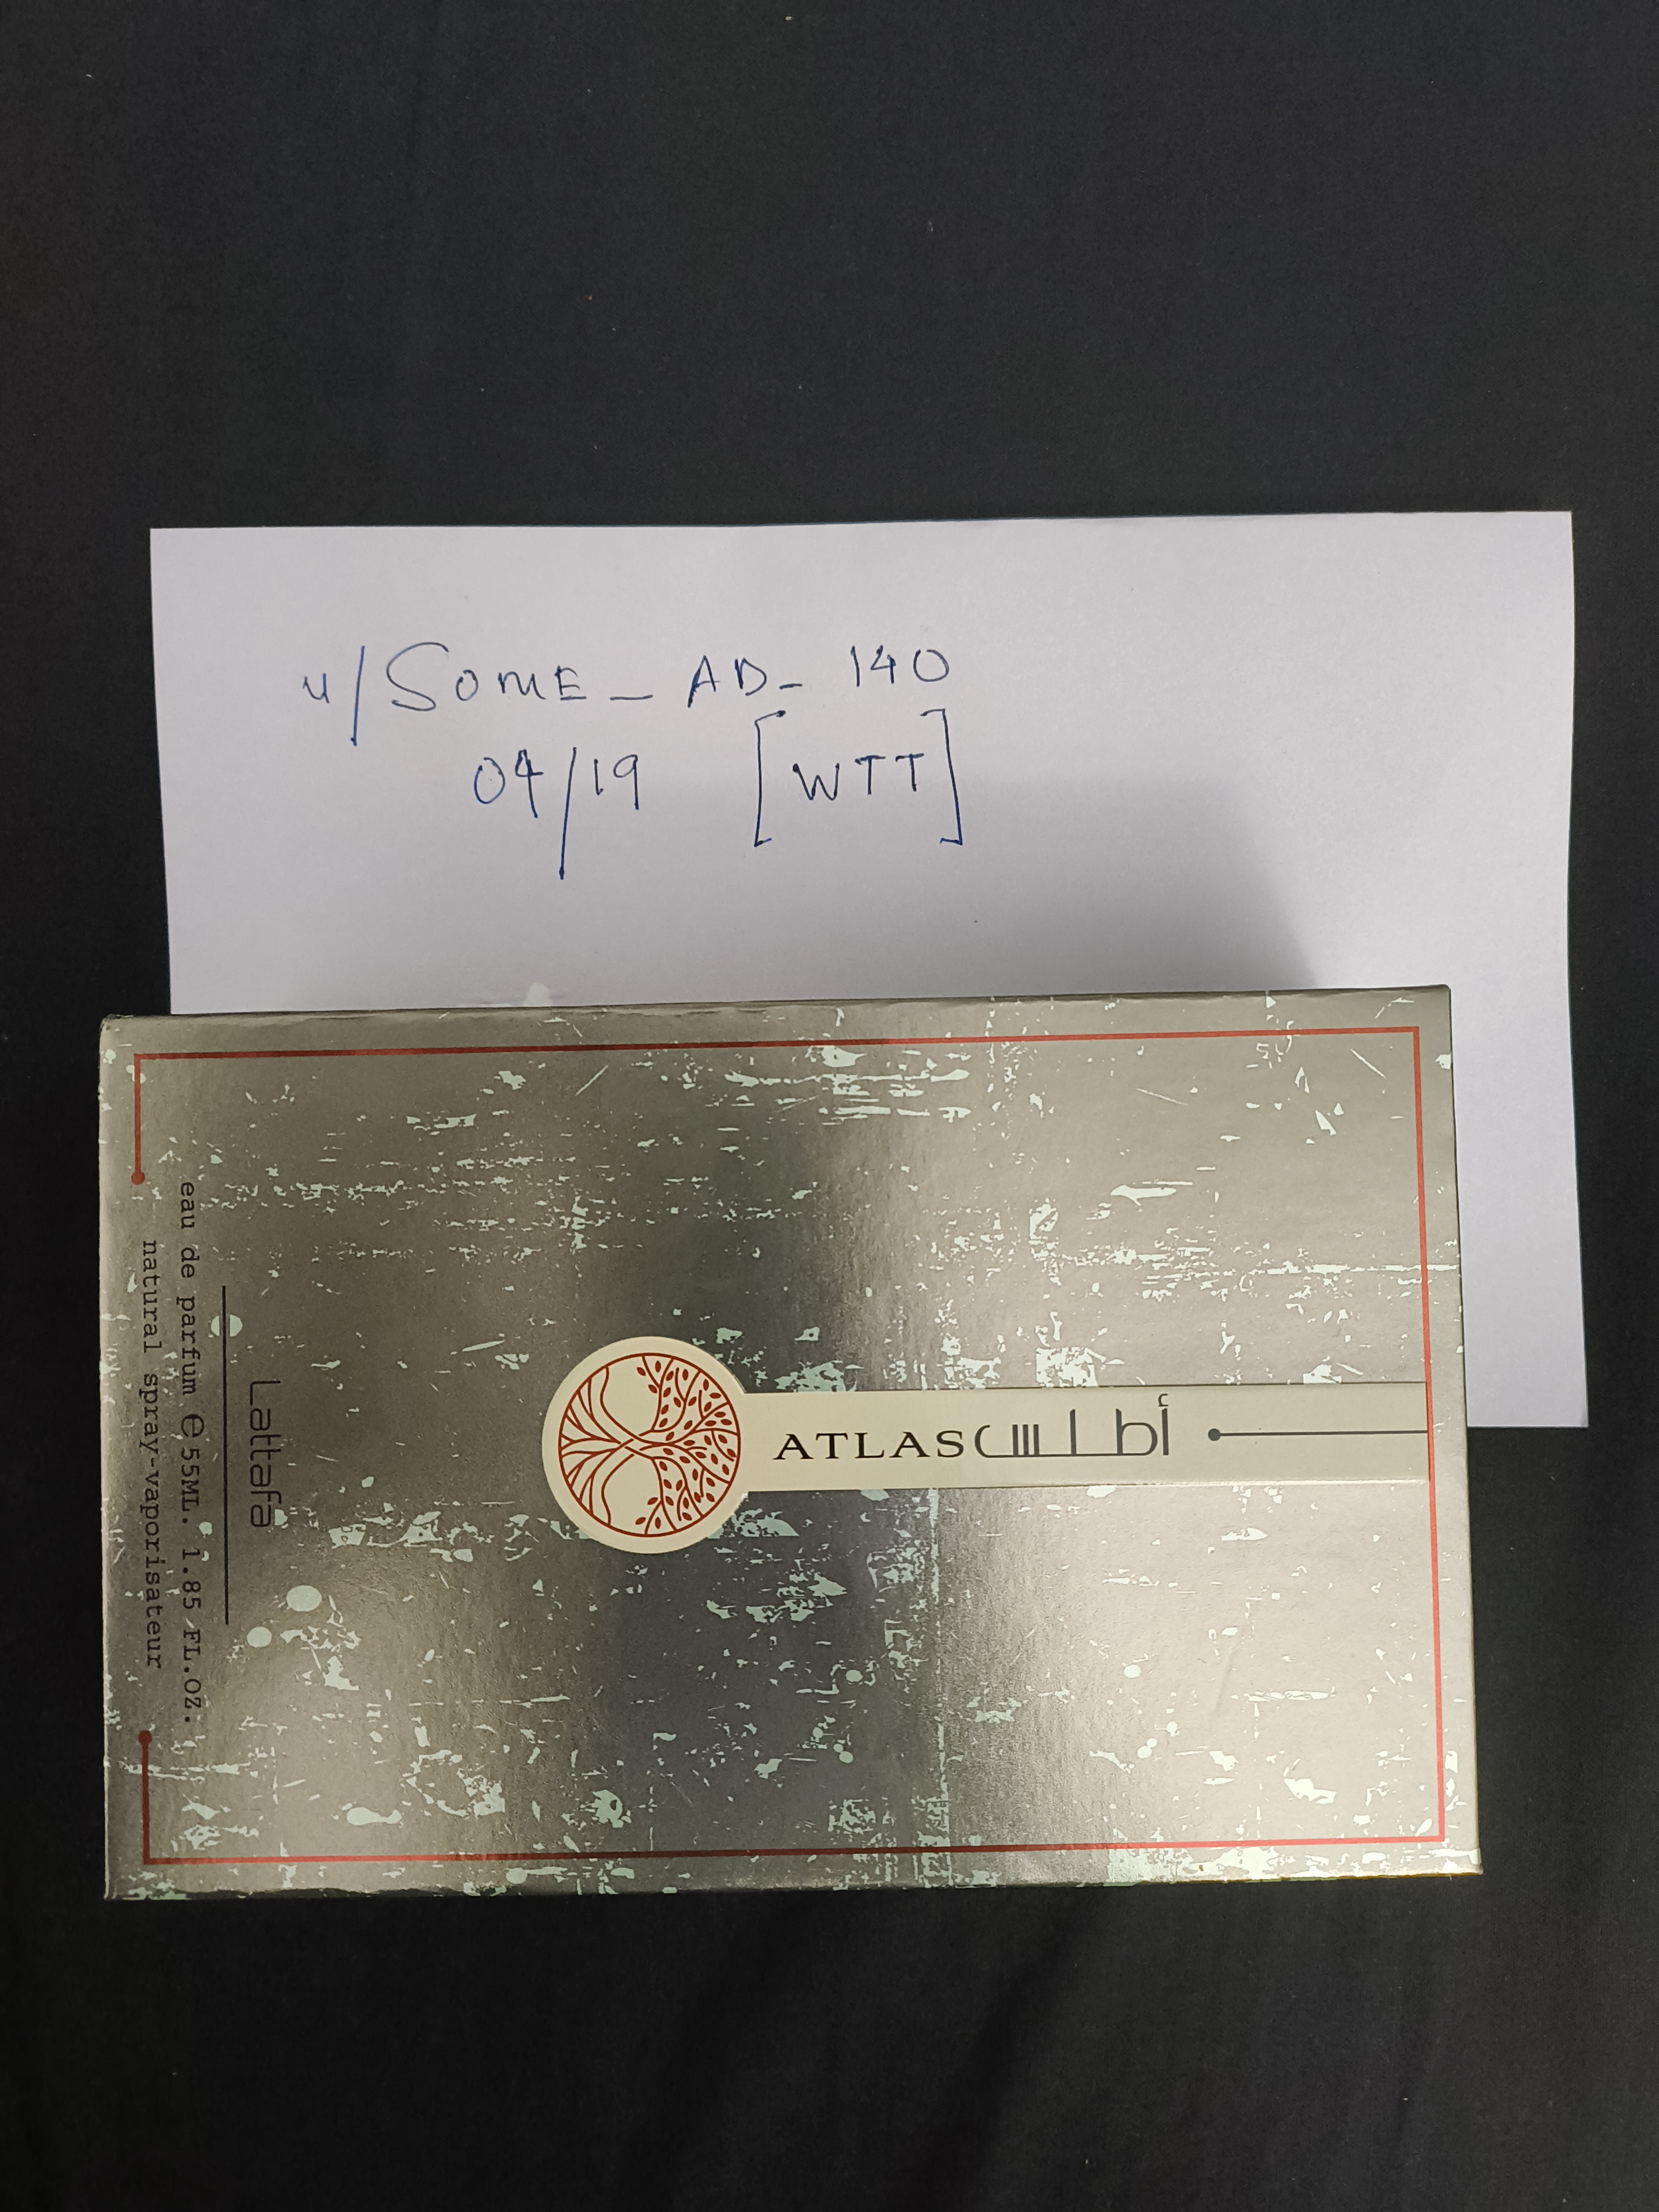 u/SOME_AD_140
04/19 [WTT]
ATLAS أطلس
Lattafa
eau de parfum e 55ML. 1.85 FL.OZ.
natural spray-vaporisateur